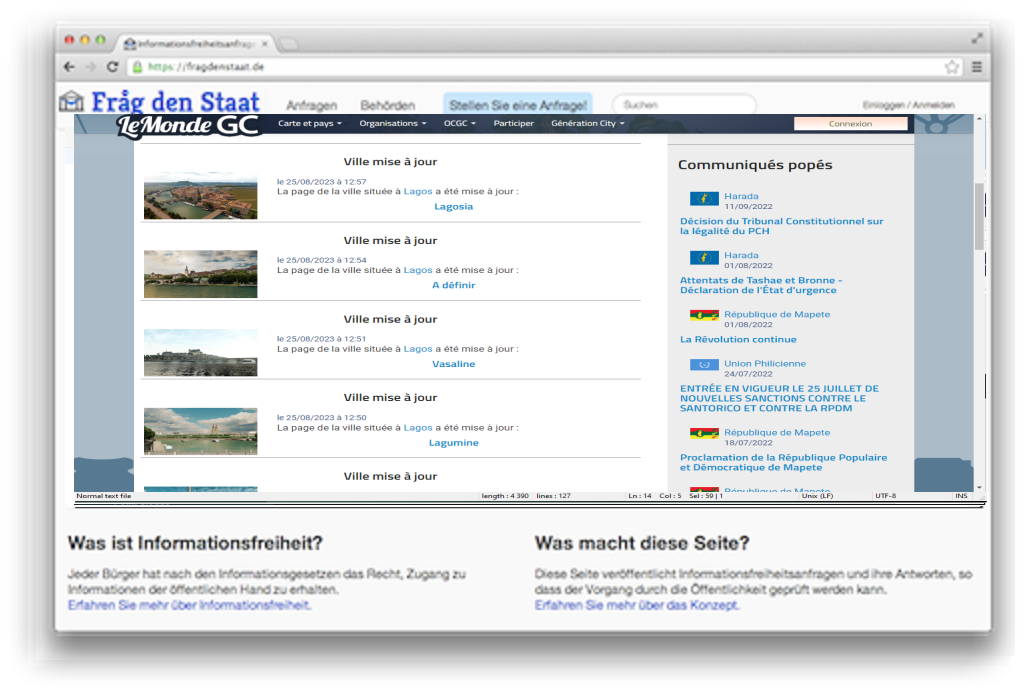 Informationsfreiheitsanfrag
https://fragdenstaat.de
Fråg den Staat
Anfragen
Behörden
Stellen Sie eine Anfrage!
Suchen
Einloggen / Anmelden
LeMonde GC
Carte et pays
Organisations
OCGC
Participer
Génération City
Connexion
Ville mise à jour
le 25/08/2023 à 12:57
La page de la ville située à Lagos a été mise à jour :
Lagosia
Ville mise à jour
le 25/08/2023 à 12:54
La page de la ville située à Lagos a été mise à jour :
A définir
Ville mise à jour
le 25/08/2023 à 12:51
La page de la ville située à Lagos a été mise à jour :
Vasaline
Ville mise à jour
le 25/08/2023 à 12:50
La page de la ville située à Lagos a été mise à jour :
Lagumine
Ville mise à jour
Communiqués popés
Harada
11/09/2022
Décision du Tribunal Constitutionnel sur
la légalité du PCH
Harada
01/08/2022
Attentats de Tashae et Bronne -
Déclaration de l'État d'urgence
République de Mapete
01/08/2022
La Rêvolution continue
Union Philicienne
24/07/2022
ENTRÉE EN VIGUEUR LE 25 JUILLET DE
NOUVELLES SANCTIONS CONTRE LE
SANTORICO ET CONTRE LA RPDM
République de Mapete
18/07/2022
Proclamation de la République Populaire
et Démocratique de Mapete
République de Mapete
Normal text file
length : 4 390 lines : 127
Ln : 14 Col : 5 Sel : 59 | 1
Unix (LF)
UTF-8
INS
Was ist Informationsfreiheit?
Jeder Bürger hat nach den Informationsgesetzen das Recht, Zugang zu
Informationen der öffentlichen Hand zu erhalten.
Erfahren Sie mehr über Informationsfreiheit.
Was macht diese Seite?
Diese Seite veröffentlicht Informationsfreiheitsanfragen und ihre Antworten, so
dass der Vorgang durch die Öffentlichkeit geprüft werden kann.
Erfahren Sie mehr über das Konzept.